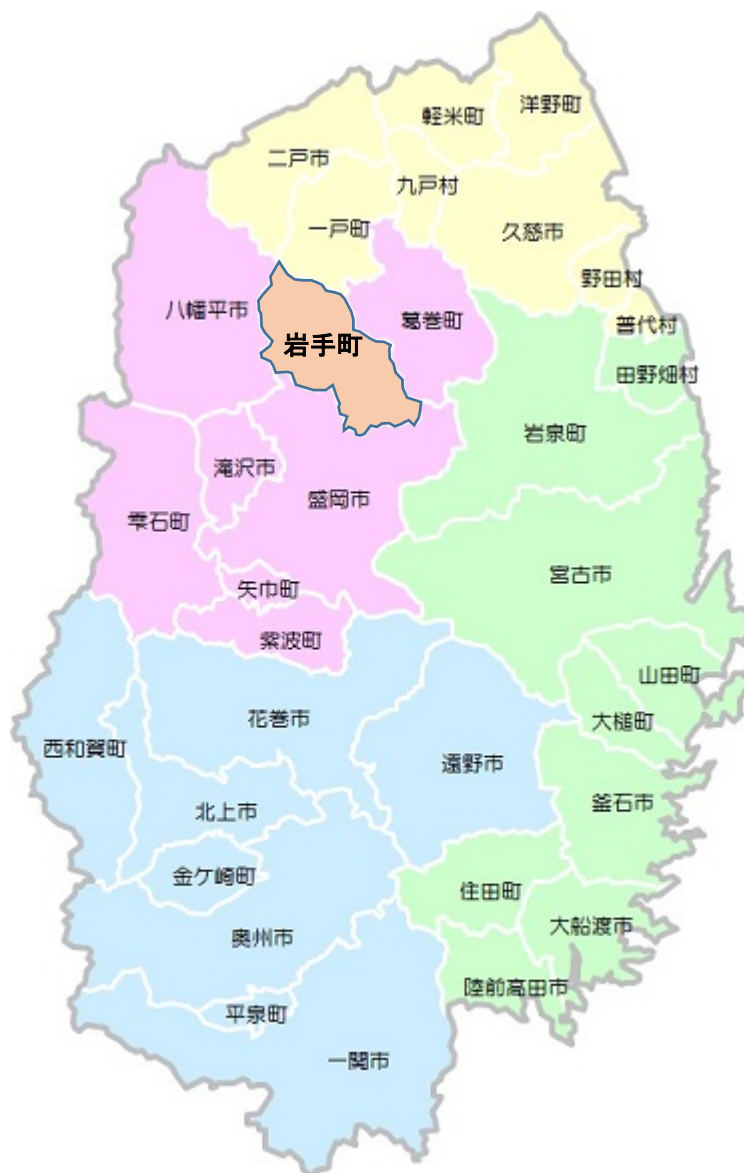 洋野町
軽米町
二戸市
九戸村
一戸町
久慈市
野田村
八幡平市
葛巻町
普代村
岩手町
田野畑村
岩泉町
滝沢市
盛岡市
雫石町
宮古市
矢巾町
紫波町
山田町
花巻市
大槌町
西和賀町
遠野市
釜石市
北上市
金ケ崎町
住田町
大船渡市
奥州市
陸前高田市
平泉町
一関市